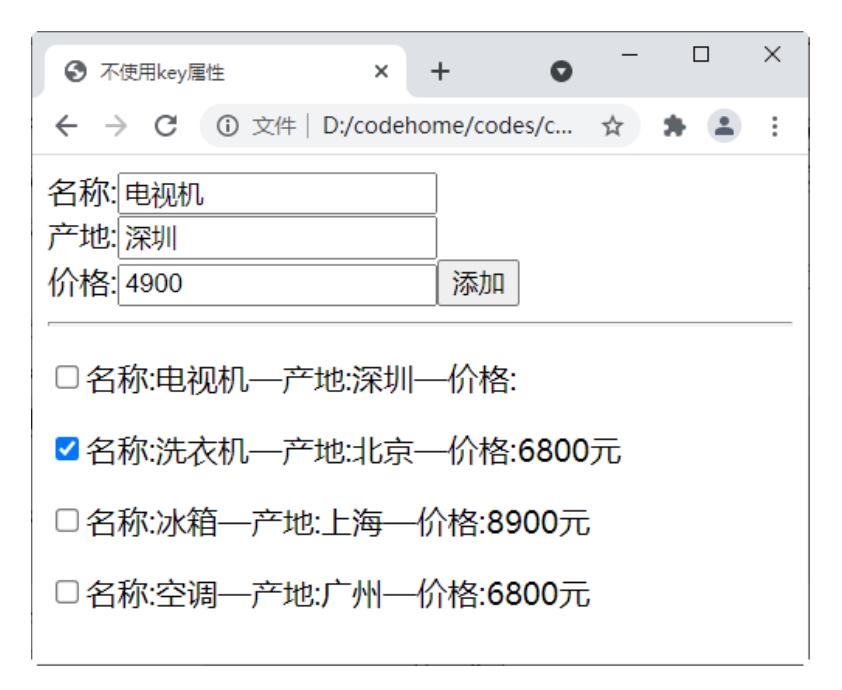 不使用key属性
文件 | D:/codehome/codes/c...
名称:电视机
产地:深圳
价格:4900 添加
名称:电视机—产地:深圳—价格:
名称:洗衣机—产地:北京—价格:6800元
名称:冰箱—产地:上海—价格:8900元
名称:空调—产地:广州—价格:6800元